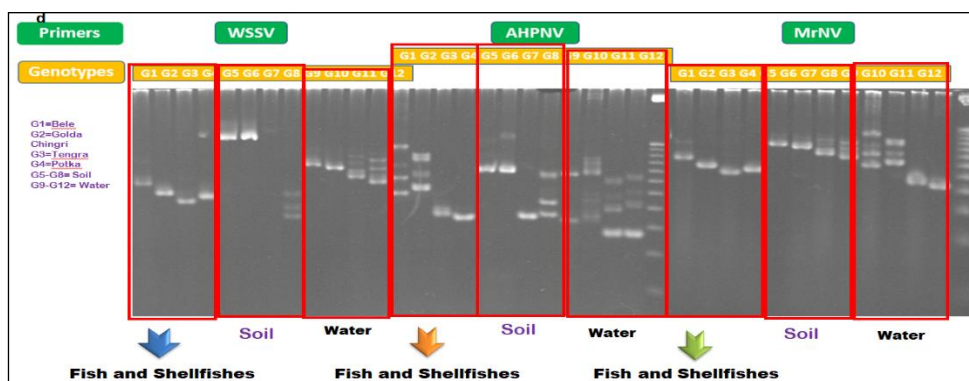 d
Primers WSSV AHPNV MrNV
G1 G2 G3 G4 G5 G6 G7 G8 G9 G10 G11 G12
Genotypes G1 G2 G3 G4 G5 G6 G7 G8 G9 G10 G11 12 G1 G2 G3 G4 5 G6 G7 G8 G9 G10 G11 G12
G1=Bele
G2=Golda
Chingri
G3=Tengra
G4=Potka
G5-G8= Soil
G9-G12= Water
Soil Water Soil Water Soil Water
Fish and Shellfishes Fish and Shellfishes Fish and Shellfishes